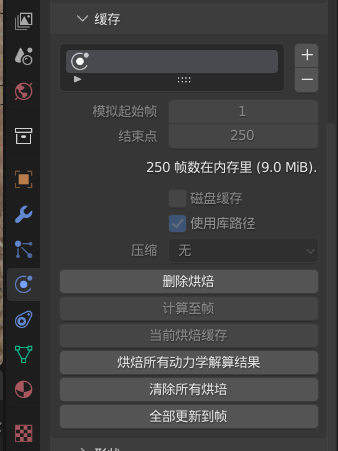 缓存
模拟起始帧 1
结束点 250
250 帧数在内存里 (9.0 MiB).
磁盘缓存
使用库路径
压缩 无
删除烘焙
计算至帧
当前烘焙缓存
烘焙所有动力学解算结果
清除所有烘培
全部更新到帧